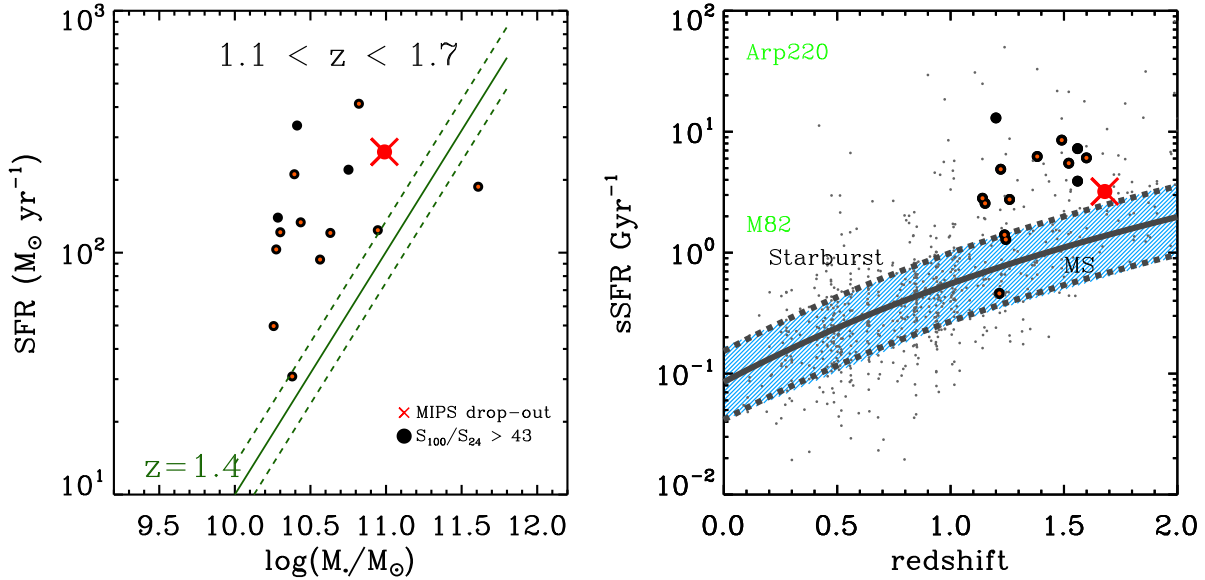 10³
10²
10¹
SFR (M⊙ yr⁻¹)
1.1 < z < 1.7
MIPS drop-out
S₁₀₀/S₂₄ > 43
z=1.4
9.5 10.0 10.5 11.0 11.5 12.0
log(M⋆/M⊙)
10²
10¹
10⁰
10⁻¹
10⁻²
sSFR Gyr⁻¹
Arp220
M82
Starburst
MS
0.0 0.5 1.0 1.5 2.0
redshift